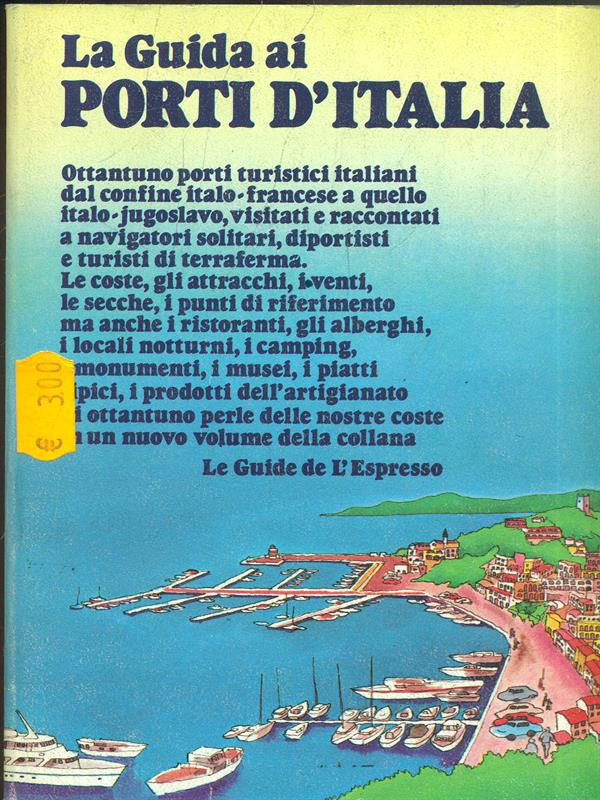 La Guida ai
PORTI D'ITALIA
Ottantuno porti turistici italiani
dal confine italo-francese a quello
italo-jugoslavo, visitati e raccontati
a navigatori solitari, diportisti
e turisti di terraferma.
Le coste, gli attracchi, i venti,
le secche, i punti di riferimento
ma anche i ristoranti, gli alberghi,
i locali notturni, i camping,
monumenti, i musei, i piatti
ipici, i prodotti dell'artigianato
i ottantuno perle delle nostre coste
n un nuovo volume della collana
Le Guide de L'Espresso
€ 3.00